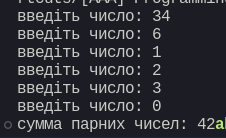 введіть число: 34
введіть число: 6
введіть число: 1
введіть число: 2
введіть число: 3
введіть число: 0
сумма парних чисел: 42a